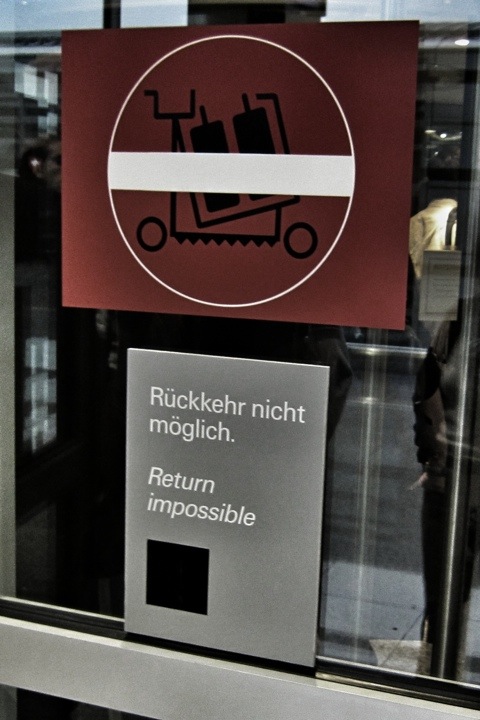 Rückkehr nicht
möglich.
Return
impossible